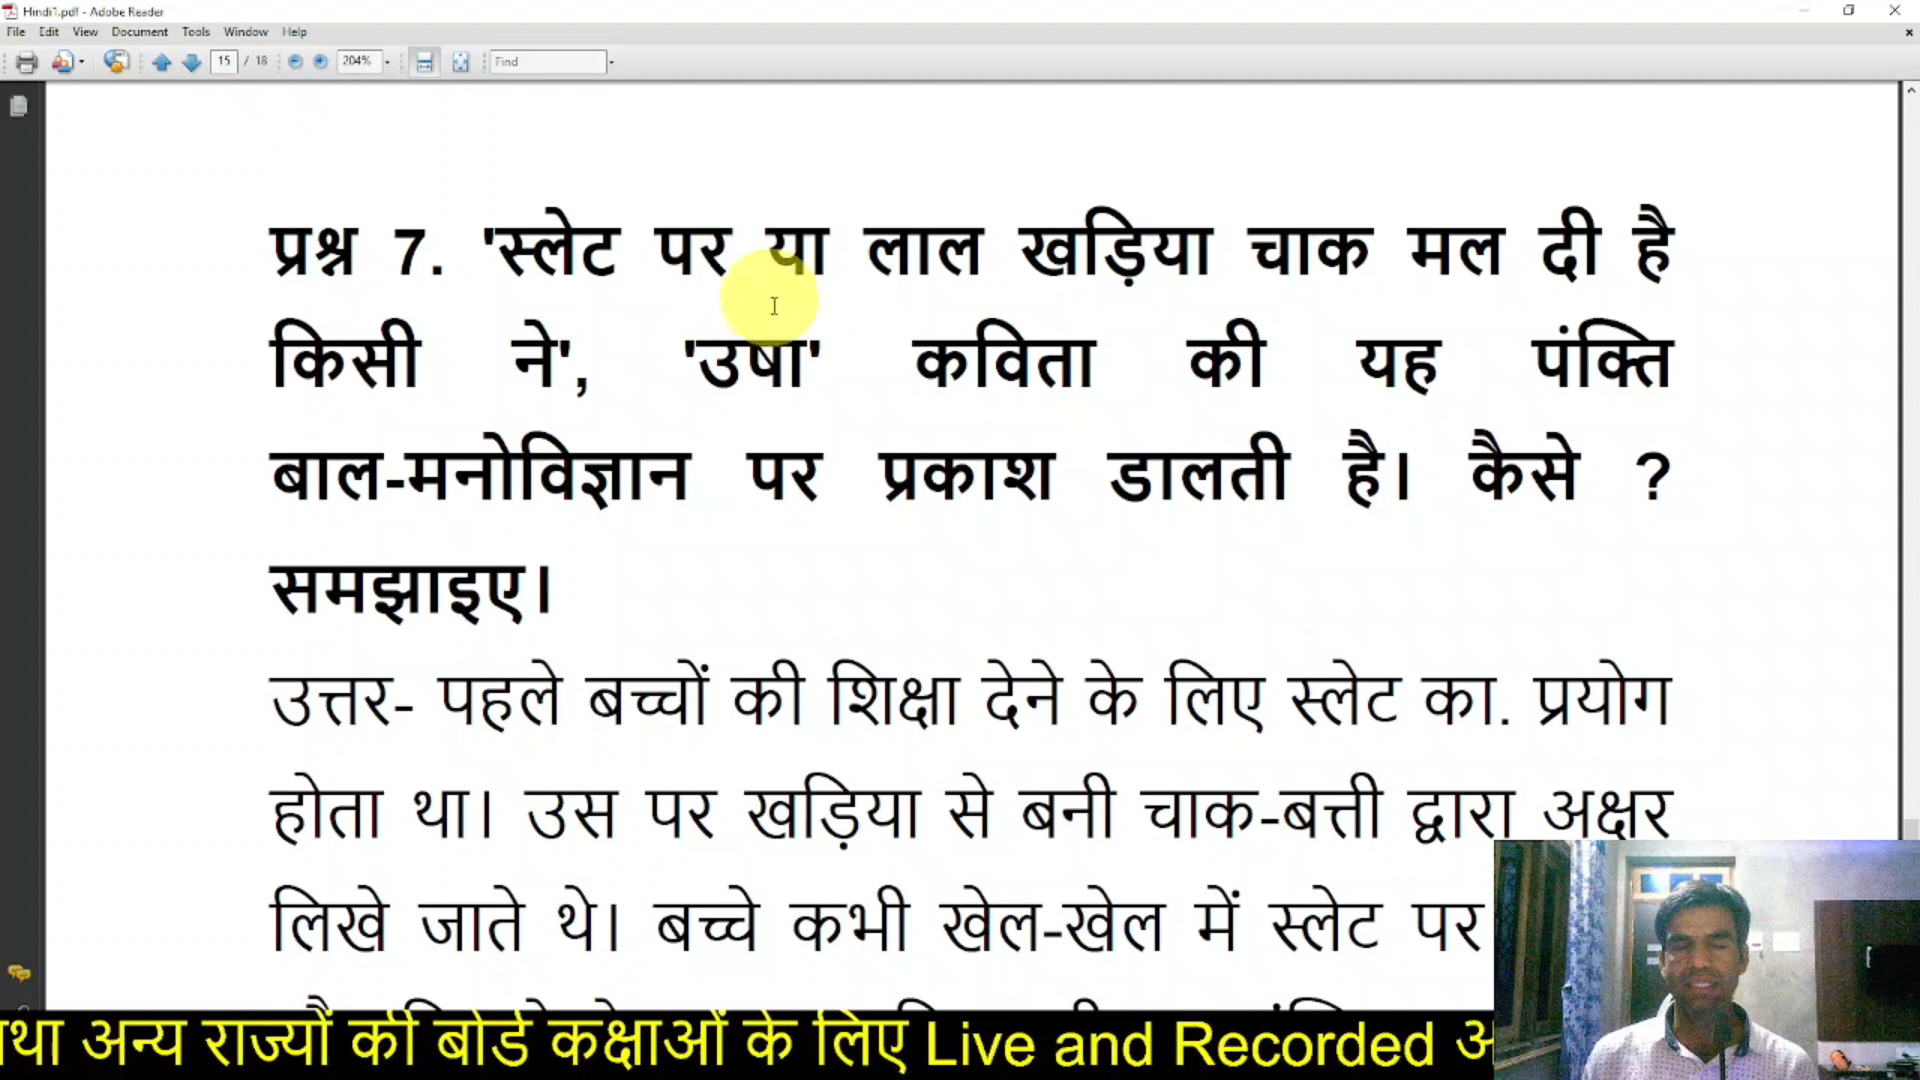 Hindi1.pdf - Adobe Reader
File Edit View Document Tools Window Help
15 / 18 204% Find
प्रश्न 7. 'स्लेट पर या लाल खड़िया चाक मल दी है
किसी ने', 'उषा' कविता की यह पंक्ति
बाल-मनोविज्ञान पर प्रकाश डालती है। कैसे ?
समझाइए।
उत्तर- पहले बच्चों की शिक्षा देने के लिए स्लेट का. प्रयोग
होता था। उस पर खड़िया से बनी चाक-बत्ती द्वारा अक्षर
लिखे जाते थे। बच्चे कभी खेल-खेल में स्लेट पर
अन्य राज्यों की बोर्ड कक्षाओं के लिए Live and Recorded